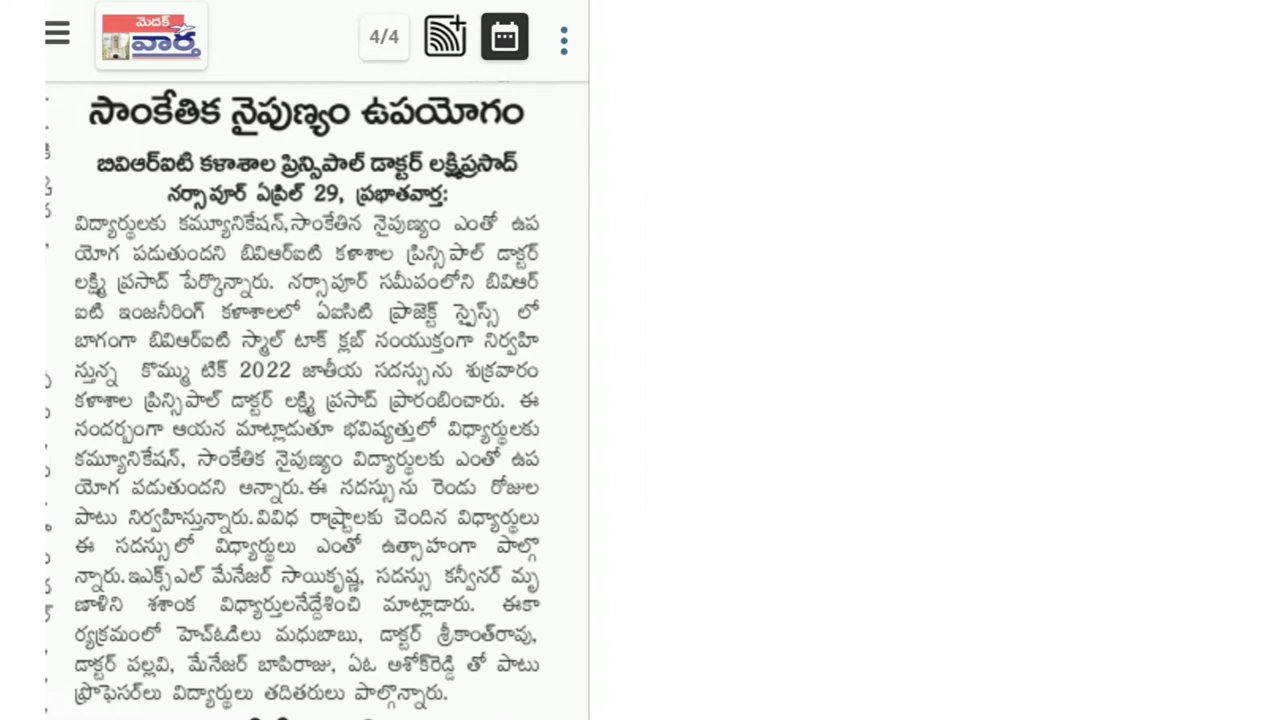 మెదక్
వార్త
4/4
సాంకేతిక నైపుణ్యం ఉపయోగం
బివిఆర్ఐటి కళాశాల ప్రిన్సిపాల్ డాక్టర్ లక్ష్మిప్రసాద్
నర్సాపూర్ ఏప్రిల్ 29, ప్రభాతవార్త:
విద్యార్థులకు కమ్యూనికేషన్,సాంకేతిన నైపుణ్యం ఎంతో ఉప
యోగ పడుతుందని బివిఆర్ఐటి కళాశాల ప్రిన్సిపాల్ డాక్టర్
లక్ష్మి ప్రసాద్ పేర్కొన్నారు. నర్సాపూర్ సమీపంలోని బివిఆర్
ఐటి ఇంజనీరింగ్ కళాశాలలో ఏఐసిటి ప్రాజెక్ట్ స్పైస్స్ లో
బాగంగా బివిఆర్ఐటి స్మాల్ టాక్ క్లబ్ సంయుక్తంగా నిర్వహి
స్తున్న కొమ్ము టిక్ 2022 జాతీయ సదస్సును శుక్రవారం
కళాశాల ప్రిన్సిపాల్ డాక్టర్ లక్ష్మి ప్రసాద్ ప్రారంబించారు. ఈ
సందర్బంగా ఆయన మాట్లాడుతూ భవిష్యత్తులో విధ్యార్థులకు
కమ్యూనికేషన్, సాంకేతిక నైపుణ్యం విద్యార్థులకు ఎంతో ఉప
యోగ పడుతుందని అన్నారు.ఈ సదస్సును రెండు రోజుల
పాటు నిర్వహిస్తున్నారు.వివిధ రాష్ట్రాలకు చెందిన విధ్యార్థులు
ఈ సదస్సులో విధ్యార్థులు ఎంతో ఉత్సాహంగా పాల్గొ
న్నారు.ఇఎక్స్ఎల్ మేనేజర్ సాయికృష్ణ, సదస్సు కన్వీనర్ మృ
ణాళిని శశాంక విధ్యార్తులనేద్దేశించి మాట్లాడారు. ఈకా
ర్యక్రమంలో హెచ్ఓడిలు మధుబాబు, డాక్టర్ శ్రీకాంత్‌రావు,
డాక్టర్ పల్లవి, మేనేజర్ బాపిరాజు, ఏఓ అశోక్‌రెడ్డి తో పాటు
ప్రొఫెసర్‌లు విద్యార్థులు తదితరులు పాల్గొన్నారు.